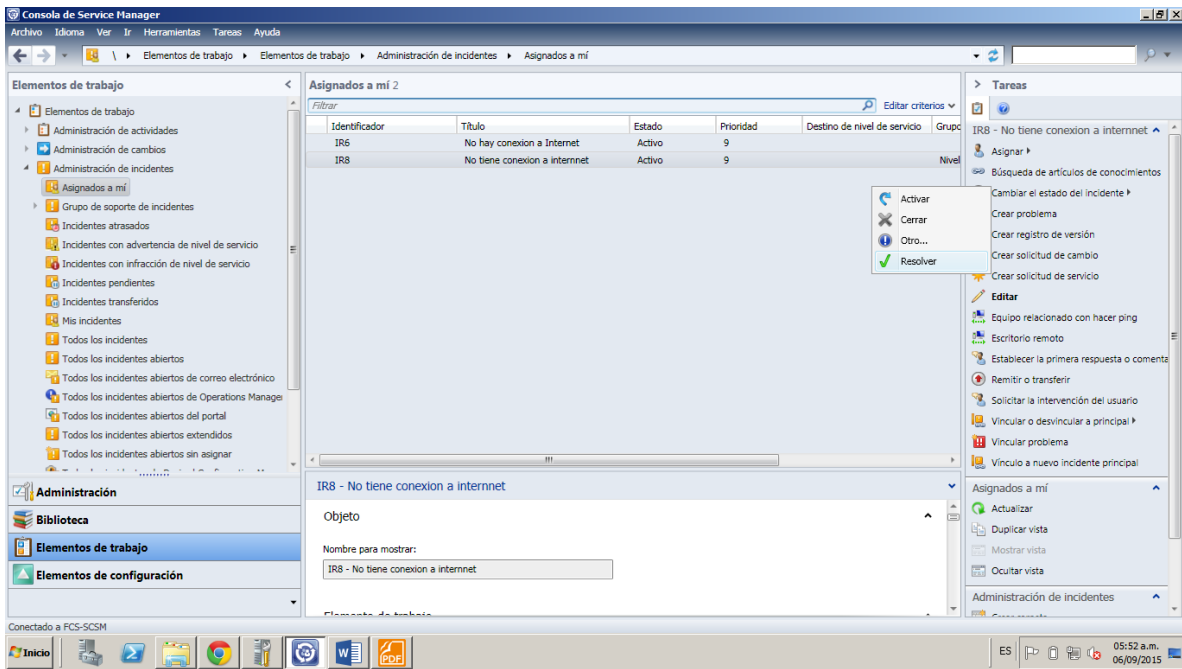 Consola de Service Manager
Archivo Idioma Ver Ir Herramientas Tareas Ayuda
\ Elementos de trabajo Elementos de trabajo Administración de incidentes Asignados a mí
Elementos de trabajo
Elementos de trabajo
Administración de actividades
Administración de cambios
Administración de incidentes
Asignados a mí
Grupo de soporte de incidentes
Incidentes atrasados
Incidentes con advertencia de nivel de servicio
Incidentes con infracción de nivel de servicio
Incidentes pendientes
Incidentes transferidos
Mis incidentes
Todos los incidentes
Todos los incidentes abiertos
Todos los incidentes abiertos de correo electrónico
Todos los incidentes abiertos de Operations Manager
Todos los incidentes abiertos del portal
Todos los incidentes abiertos extendidos
Todos los incidentes abiertos sin asignar
Administración
Biblioteca
Elementos de trabajo
Elementos de configuración
Asignados a mí 2
Filtrar
Editar criterios
Identificador Título Estado Prioridad Destino de nivel de servicio Grupo
IR6 No hay conexion a Internet Activo 9
IR8 No tiene conexion a internnet Activo 9 Nivel
Activar
Cerrar
Otro...
Resolver
IR8 - No tiene conexion a internnet
Objeto
Nombre para mostrar:
IR8 - No tiene conexion a internnet
Elemento de trabajo
Tareas
IR8 - No tiene conexion a internnet
Asignar
Búsqueda de artículos de conocimientos
Cambiar el estado del incidente
Crear problema
Crear registro de versión
Crear solicitud de cambio
Crear solicitud de servicio
Editar
Equipo relacionado con hacer ping
Escritorio remoto
Establecer la primera respuesta o comenta
Remitir o transferir
Solicitar la intervención del usuario
Vincular o desvincular a principal
Vincular problema
Vínculo a nuevo incidente principal
Asignados a mí
Actualizar
Duplicar vista
Mostrar vista
Ocultar vista
Administración de incidentes
Conectado a FCS-SCSM
Inicio
PDF
ES
05:52 a.m.
06/09/2015